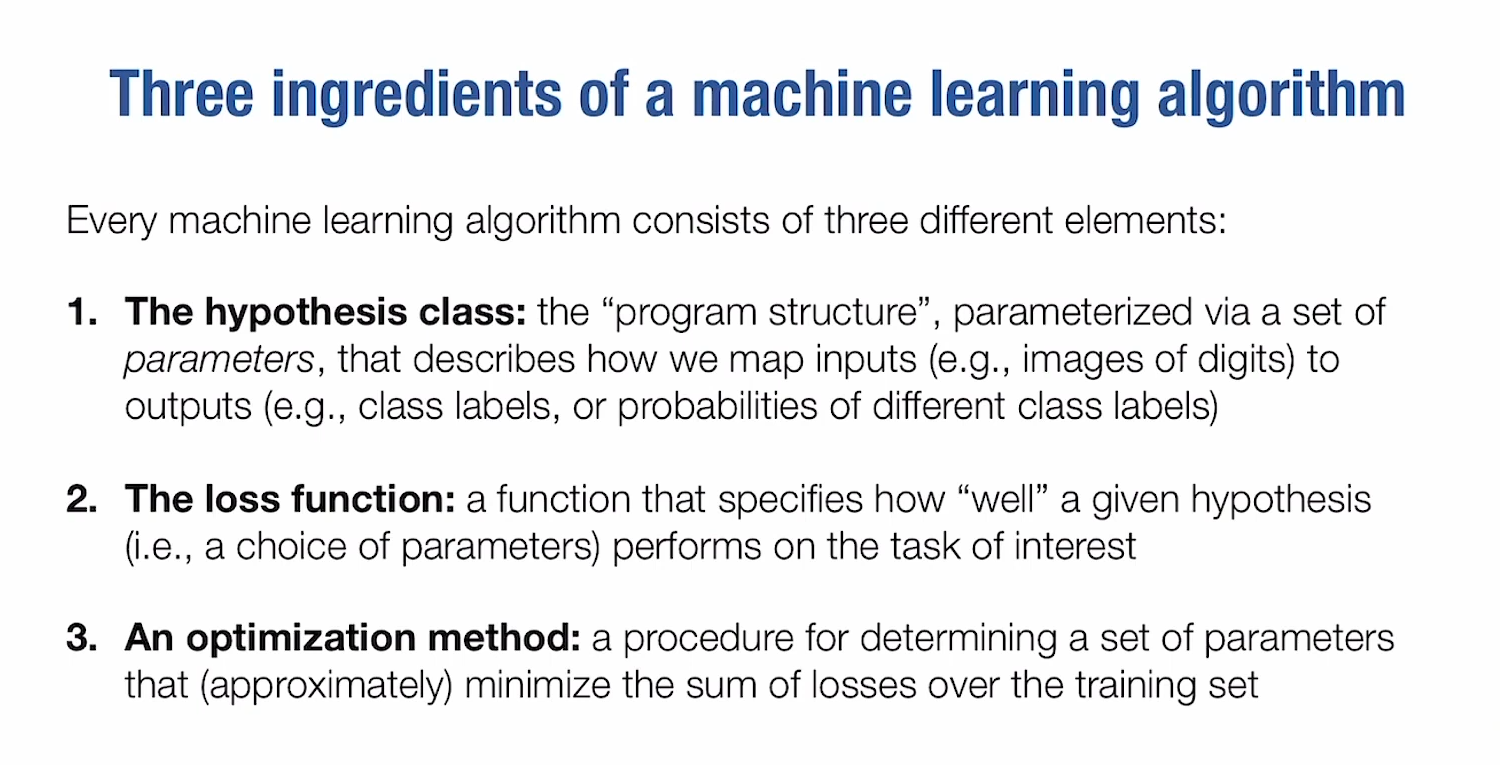 Three ingredients of a machine learning algorithm
Every machine learning algorithm consists of three different elements:
1. The hypothesis class: the “program structure”, parameterized via a set of
parameters, that describes how we map inputs (e.g., images of digits) to
outputs (e.g., class labels, or probabilities of different class labels)
2. The loss function: a function that specifies how “well” a given hypothesis
(i.e., a choice of parameters) performs on the task of interest
3. An optimization method: a procedure for determining a set of parameters
that (approximately) minimize the sum of losses over the training set